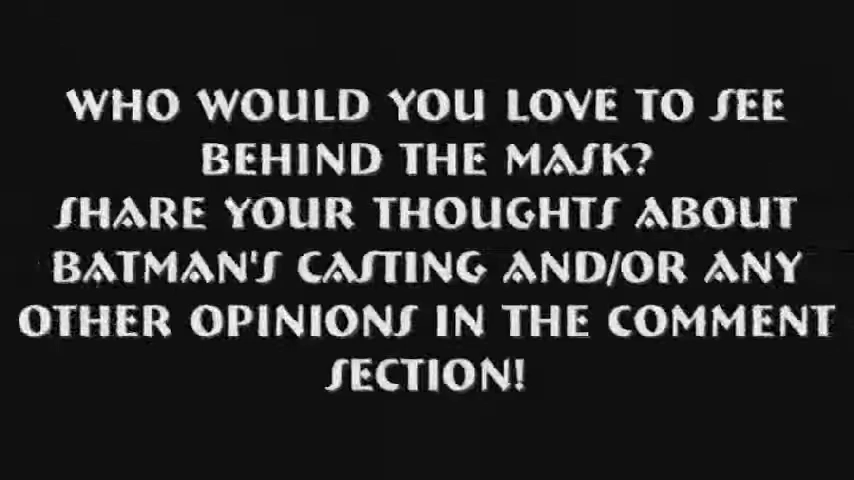 WHO WOULD YOU LOVE TO SEE
BEHIND THE MASK?
SHARE YOUR THOUGHTS ABOUT
BATMAN'S CASTING AND/OR ANY
OTHER OPINIONS IN THE COMMENT
SECTION!